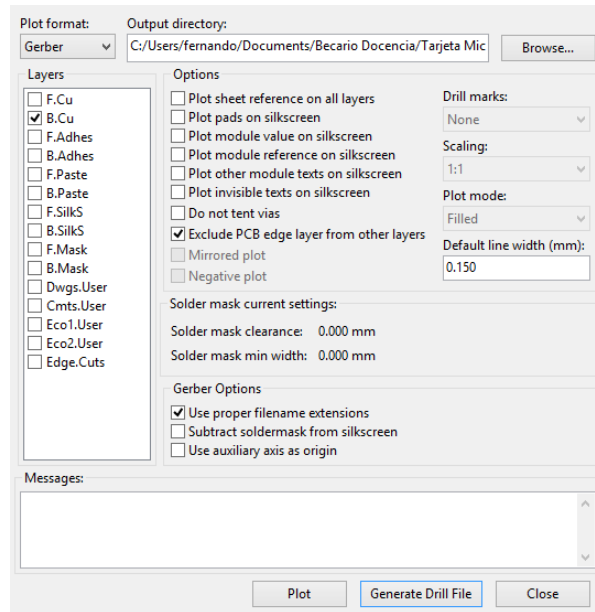 Plot format:
Output directory:
Gerber
C:/Users/fernando/Documents/Becario Docencia/Tarjeta Mic
Browse...
Layers
F.Cu
B.Cu
F.Adhes
B.Adhes
F.Paste
B.Paste
F.SilkS
B.SilkS
F.Mask
B.Mask
Dwgs.User
Cmts.User
Eco1.User
Eco2.User
Edge.Cuts
Options
Plot sheet reference on all layers
Plot pads on silkscreen
Plot module value on silkscreen
Plot module reference on silkscreen
Plot other module texts on silkscreen
Plot invisible texts on silkscreen
Do not tent vias
Exclude PCB edge layer from other layers
Mirrored plot
Negative plot
Drill marks:
None
Scaling:
1:1
Plot mode:
Filled
Default line width (mm):
0.150
Solder mask current settings:
Solder mask clearance: 0.000 mm
Solder mask min width: 0.000 mm
Gerber Options
Use proper filename extensions
Subtract soldermask from silkscreen
Use auxiliary axis as origin
Messages:
Plot
Generate Drill File
Close